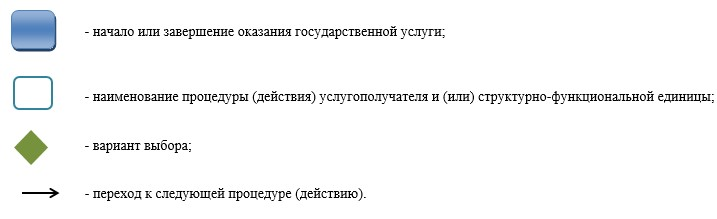 - начало или завершение оказания государственной услуги;
- наименование процедуры (действия) услугополучателя и (или) структурно-функциональной единицы;
- вариант выбора;
- переход к следующей процедуре (действию).